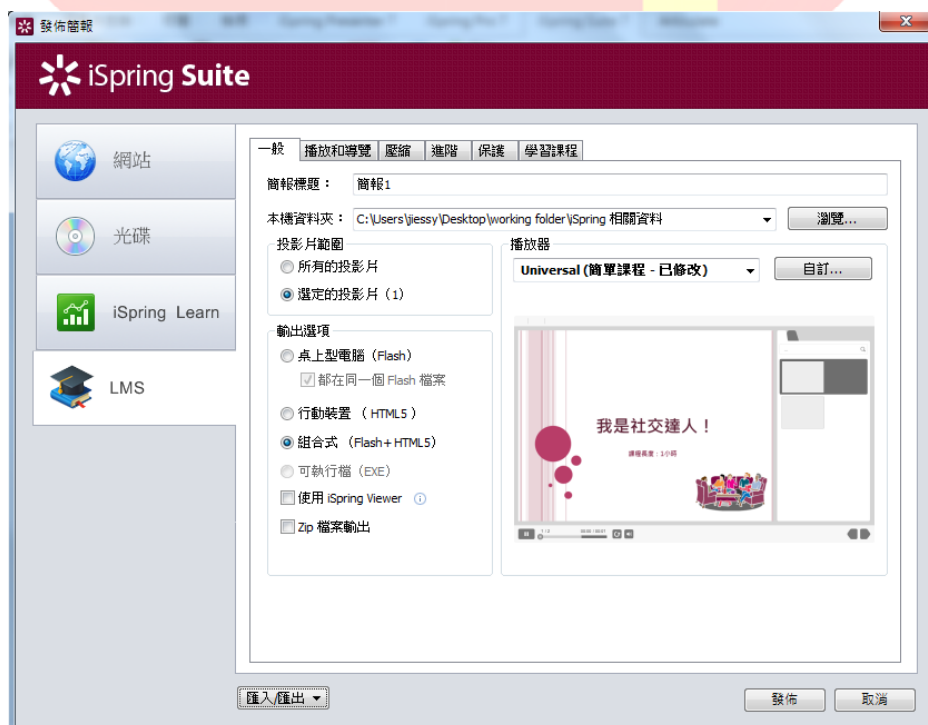 發佈簡報
iSpring Suite
網站
光碟
iSpring Learn
LMS
一般 播放和導覽 壓縮 進階 保護 學習課程
簡報標題： 簡報1
本機資料夾： C:\Users\jiessy\Desktop\working folder\iSpring 相關資料 瀏覽...
投影片範圍
所有的投影片
選定的投影片（1）
輸出選項
桌上型電腦（Flash）
都在同一個 Flash 檔案
行動裝置 （ HTML5 ）
組合式 （Flash+HTML5）
可執行檔（EXE）
使用 iSpring Viewer
Zip 檔案輸出
播放器
Universal (簡單課程 - 已修改) 自訂...
我是社交達人！
課程長度：1小時
匯入/匯出
發佈 取消